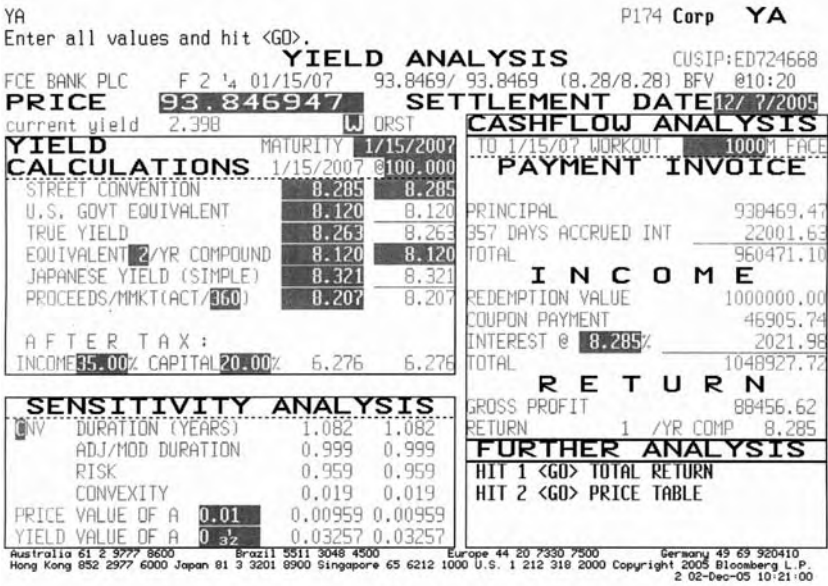 YA P174 Corp YA
Enter all values and hit <GO>.
YIELD ANALYSIS CUSIP:ED724668
FCE BANK PLC F 2 ¼ 01/15/07 93.8469/ 93.8469 (8.28/8.28) BFV @10:20
PRICE 93.846947 SETTLEMENT DATE 12/ 7/2005
current yield 2.398 W ORST
YIELD MATURITY 1/15/2007
CALCULATIONS 1/15/2007 @100.000
STREET CONVENTION 8.285 8.285
U.S. GOVT EQUIVALENT 8.120 8.120
TRUE YIELD 8.263 8.263
EQUIVALENT 2/YR COMPOUND 8.120 8.120
JAPANESE YIELD (SIMPLE) 8.321 8.321
PROCEEDS/MMKT(ACT/360) 8.207 8.207
AFTER TAX:
INCOME 35.00% CAPITAL 20.00% 6.276 6.276
SENSITIVITY ANALYSIS
CNV DURATION (YEARS) 1.082 1.082
ADJ/MOD DURATION 0.999 0.999
RISK 0.959 0.959
CONVEXITY 0.019 0.019
PRICE VALUE OF A 0.01 0.00959 0.00959
YIELD VALUE OF A 0 1/32 0.03257 0.03257
CASHFLOW ANALYSIS
TO 1/15/07 WORKOUT 1000M FACE
PAYMENT INVOICE
PRINCIPAL 938469.47
357 DAYS ACCRUED INT 22001.63
TOTAL 960471.10
INCOME
REDEMPTION VALUE 1000000.00
COUPON PAYMENT 46905.74
INTEREST @ 8.285% 2021.98
TOTAL 1048927.72
RETURN
GROSS PROFIT 88456.62
RETURN 1 /YR COMP 8.285
FURTHER ANALYSIS
HIT 1 <GO> TOTAL RETURN
HIT 2 <GO> PRICE TABLE
Australia 61 2 9777 8600 Brazil 5511 3048 4500 Europe 44 20 7330 7500 Germany 49 69 920410
Hong Kong 852 2977 6000 Japan 81 3 3201 8900 Singapore 65 6212 1000 U.S. 1 212 318 2000 Copyright 2005 Bloomberg L.P.
2 02-Dec-05 10:21:00